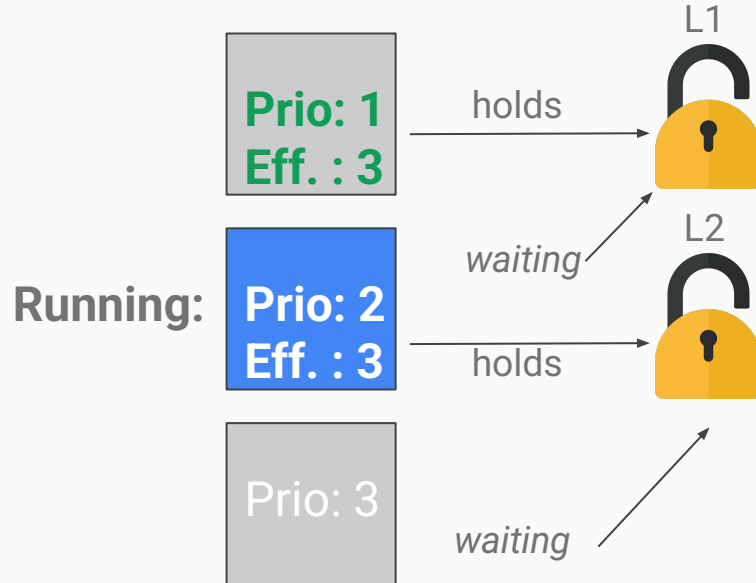 L1
Prio: 1
Eff. : 3
holds
waiting
L2
Running:
Prio: 2
Eff. : 3
holds
Prio: 3
waiting